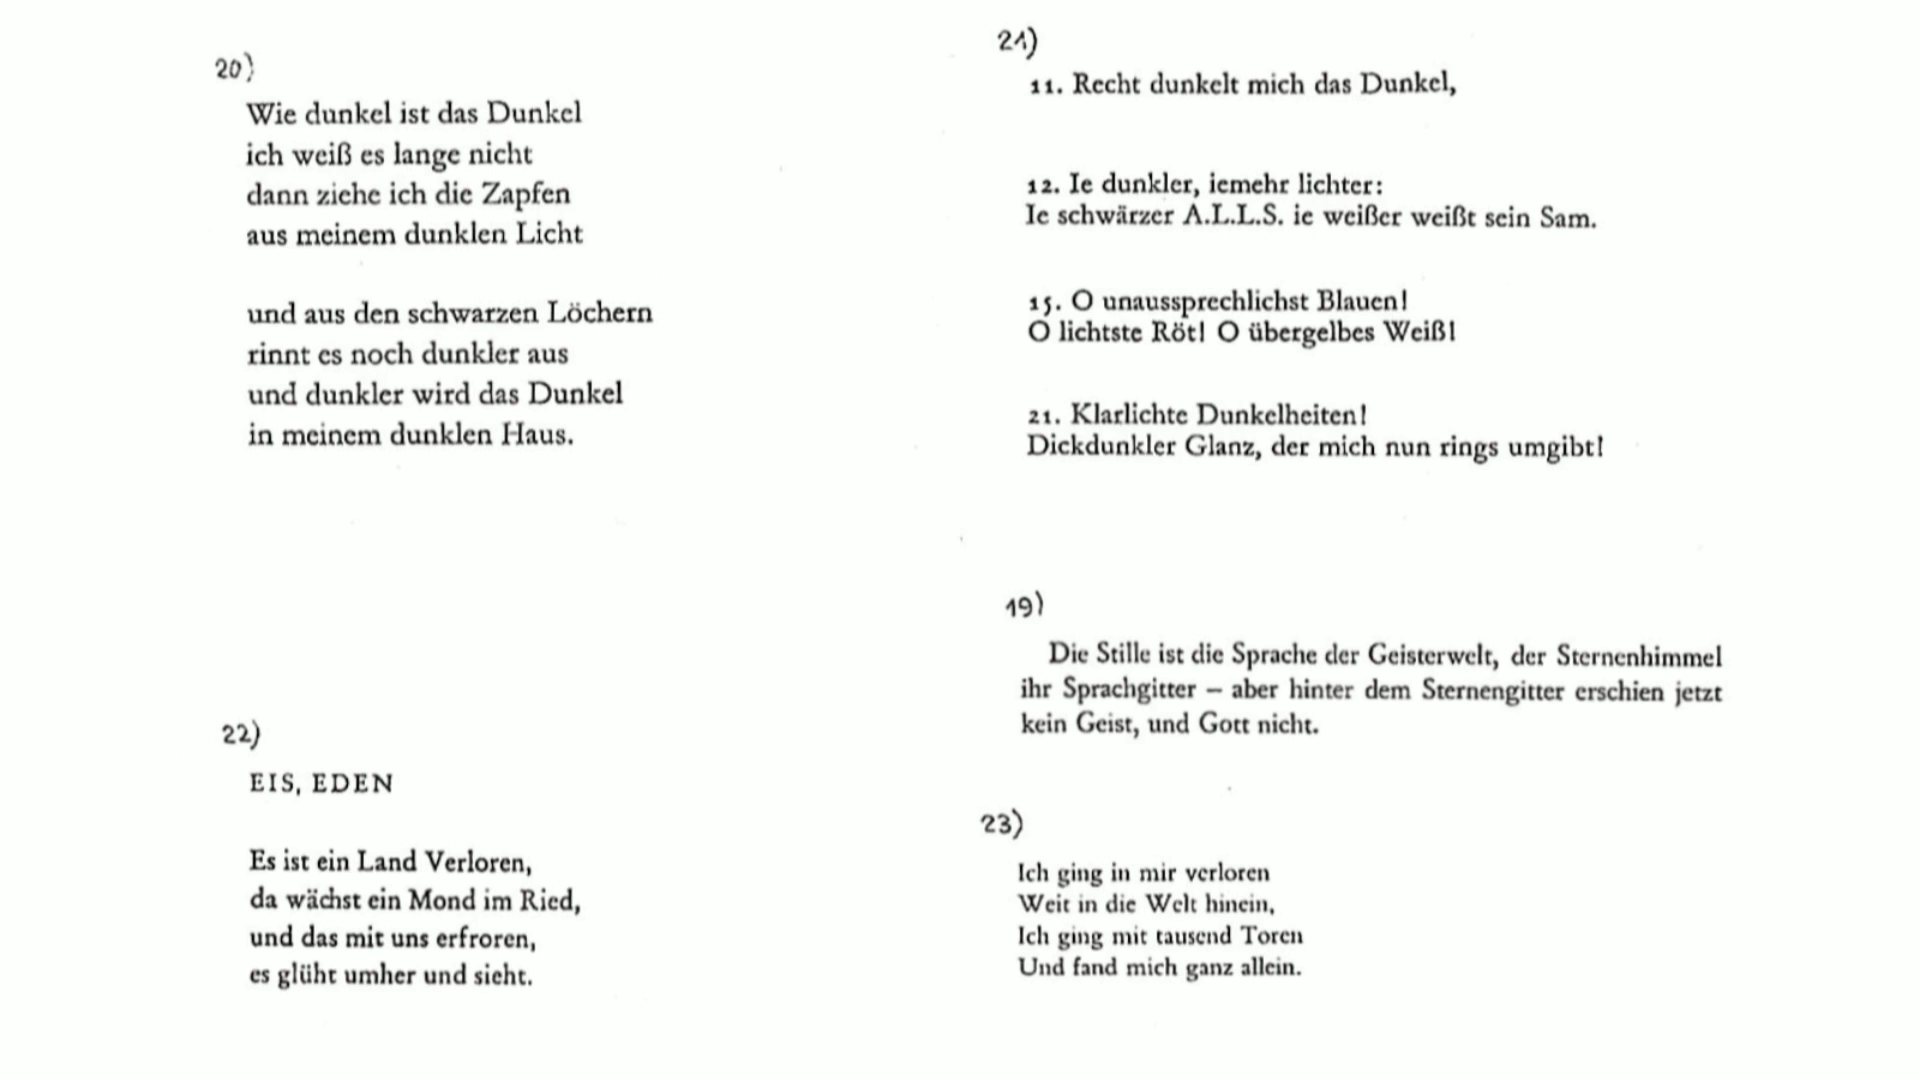 20)
Wie dunkel ist das Dunkel
ich weiß es lange nicht
dann ziehe ich die Zapfen
aus meinem dunklen Licht
und aus den schwarzen Löchern
rinnt es noch dunkler aus
und dunkler wird das Dunkel
in meinem dunklen Haus.
22)
EIS, EDEN
Es ist ein Land Verloren,
da wächst ein Mond im Ried,
und das mit uns erfroren,
es glüht umher und sieht.
21)
11. Recht dunkelt mich das Dunkel,
12. Ie dunkler, iemehr lichter:
Ie schwärzer A.L.L.S. ie weißer weißt sein Sam.
15. O unaussprechlichst Blauen!
O lichtste Röt! O übergelbes Weiß!
21. Klarlichte Dunkelheiten!
Dickdunkler Glanz, der mich nun rings umgibt!
19)
Die Stille ist die Sprache der Geisterwelt, der Sternenhimmel
ihr Sprachgitter – aber hinter dem Sternengitter erschien jetzt
kein Geist, und Gott nicht.
23)
Ich ging in mir verloren
Weit in die Welt hinein,
Ich ging mit tausend Toren
Und fand mich ganz allein.